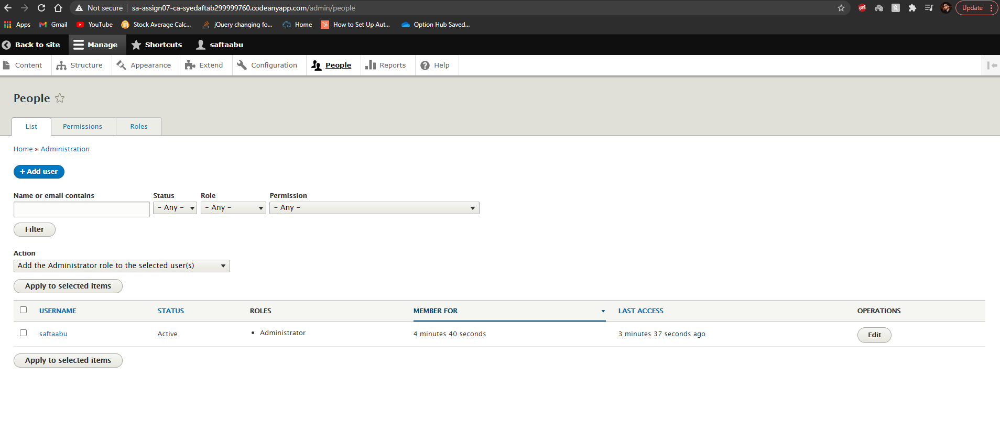 Not secure sa-assign07-ca-syedaftab299999760.codeanyapp.com/admin/people ABP Update
Apps Gmail YouTube Stock Average Calc... jQuery changing fo... Home How to Set Up Aut... Option Hub Saved...
Back to site Manage Shortcuts saftaabu
Content Structure Appearance Extend Configuration People Reports Help
People
List Permissions Roles
Home » Administration
+ Add user
Name or email contains Status Role Permission
- Any - - Any - - Any -
Filter
Action
Add the Administrator role to the selected user(s)
Apply to selected items
USERNAME STATUS ROLES MEMBER FOR LAST ACCESS OPERATIONS
saftaabu Active • Administrator 4 minutes 40 seconds 3 minutes 37 seconds ago Edit
Apply to selected items